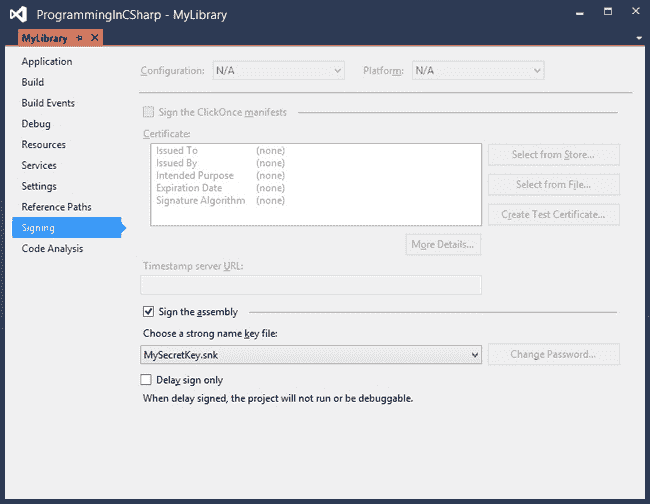 ProgrammingInCSharp - MyLibrary
MyLibrary
Application
Build
Build Events
Debug
Resources
Services
Settings
Reference Paths
Signing
Code Analysis
Configuration: N/A Platform: N/A
Sign the ClickOnce manifests
Certificate:
Issued To (none)
Issued By (none)
Intended Purpose (none)
Expiration Date (none)
Signature Algorithm (none)
Select from Store...
Select from File...
Create Test Certificate...
More Details...
Timestamp server URL:
Sign the assembly
Choose a strong name key file:
MySecretKey.snk
Change Password...
Delay sign only
When delay signed, the project will not run or be debuggable.